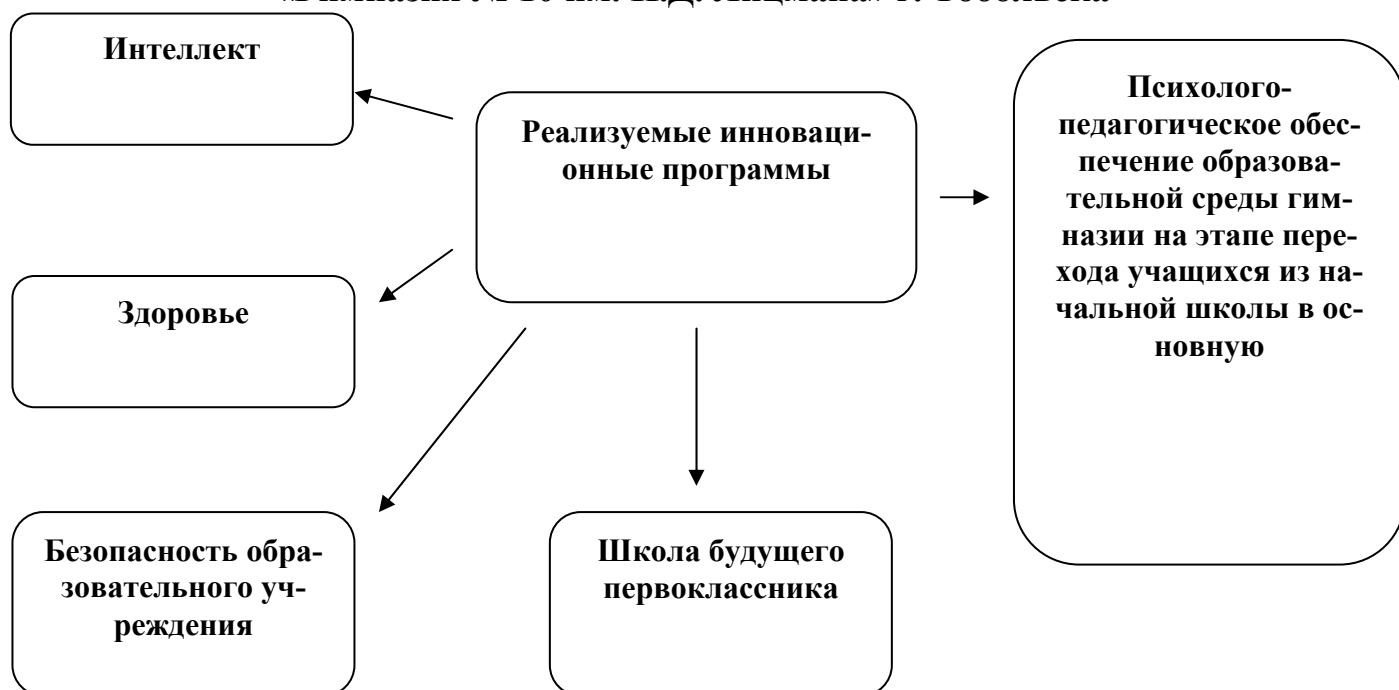 Интеллект
Реализуемые инноваци-
онные программы
Психолого-
педагогическое обес-
печение образова-
тельной среды гим-
назии на этапе пере-
хода учащихся из на-
чальной школы в ос-
новную
Здоровье
Безопасность обра-
зовательного уч-
реждения
Школа будущего
первоклассника